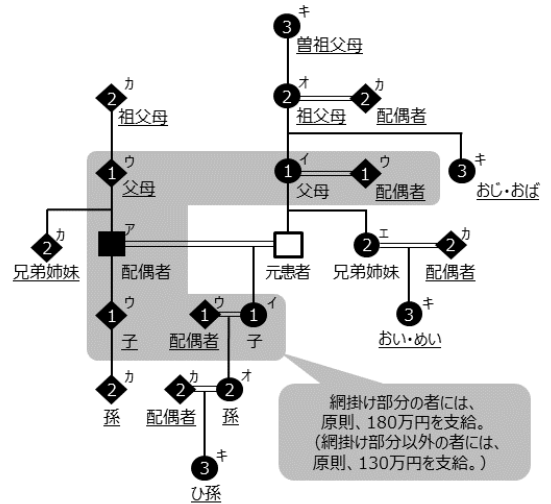 キ
3
曽祖父母
カ
2
祖父母
オ
2
祖父母
カ
2
配偶者
ウ
1
父母
イ
1
父母
ウ
1
配偶者
キ
3
おじ・おば
カ
2
兄弟姉妹
ア
配偶者
元患者
エ
2
兄弟姉妹
カ
2
配偶者
ウ
1
子
ウ
1
配偶者
イ
1
子
キ
3
おい・めい
カ
2
孫
カ
2
配偶者
オ
2
孫
キ
3
ひ孫
網掛け部分の者には、
原則、180万円を支給。
(網掛け部分以外の者には、
原則、130万円を支給。)